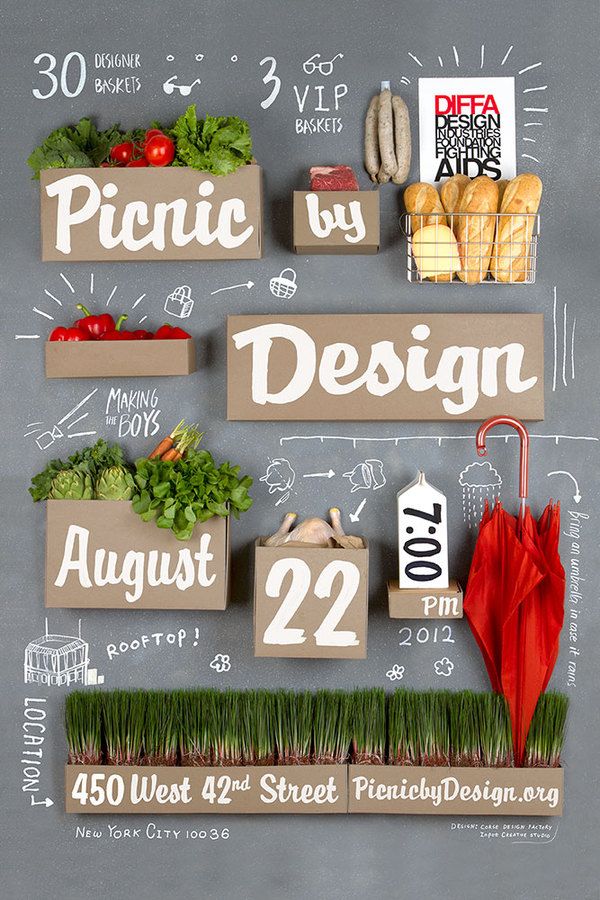 30 DESIGNER
BASKETS
3 VIP
BASKETS
DIFFA
DESIGN
INDUSTRIES
FOUNDATION
FIGHTING
AIDS
Picnic by
Design
MAKING
THE BOYS
August 22
7:00
PM
2012
bring an umbrella in case it rains
ROOFTOP!
LOCATION
450 West 42nd Street
PicnicbyDesign.org
NEW YORK CITY 10036
DESIGN: CORSE DESIGN FACTORY
INPUR CREATIVE STUDIO